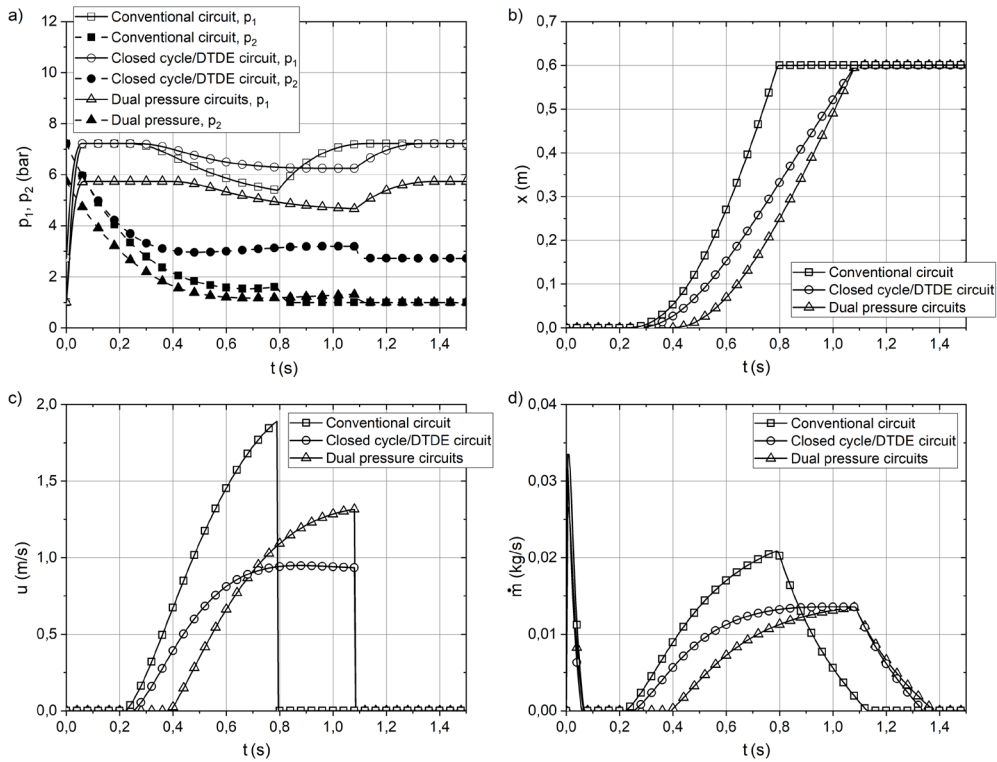 a)
12
10
8
6
4
2
0
p1, p2 (bar)
0,0 0,2 0,4 0,6 0,8 1,0 1,2 1,4
t (s)
Conventional circuit, p1
Conventional circuit, p2
Closed cycle/DTDE circuit, p1
Closed cycle/DTDE circuit, p2
Dual pressure circuits, p1
Dual pressure, p2
b)
0,7
0,6
0,5
0,4
0,3
0,2
0,1
0,0
x (m)
0,0 0,2 0,4 0,6 0,8 1,0 1,2 1,4
t (s)
Conventional circuit
Closed cycle/DTDE circuit
Dual pressure circuits
c)
2,0
1,5
1,0
0,5
0,0
u (m/s)
0,0 0,2 0,4 0,6 0,8 1,0 1,2 1,4
t (s)
Conventional circuit
Closed cycle/DTDE circuit
Dual pressure circuits
d)
0,04
0,03
0,02
0,01
0,00
ṁ (kg/s)
0,0 0,2 0,4 0,6 0,8 1,0 1,2 1,4
t (s)
Conventional circuit
Closed cycle/DTDE circuit
Dual pressure circuits